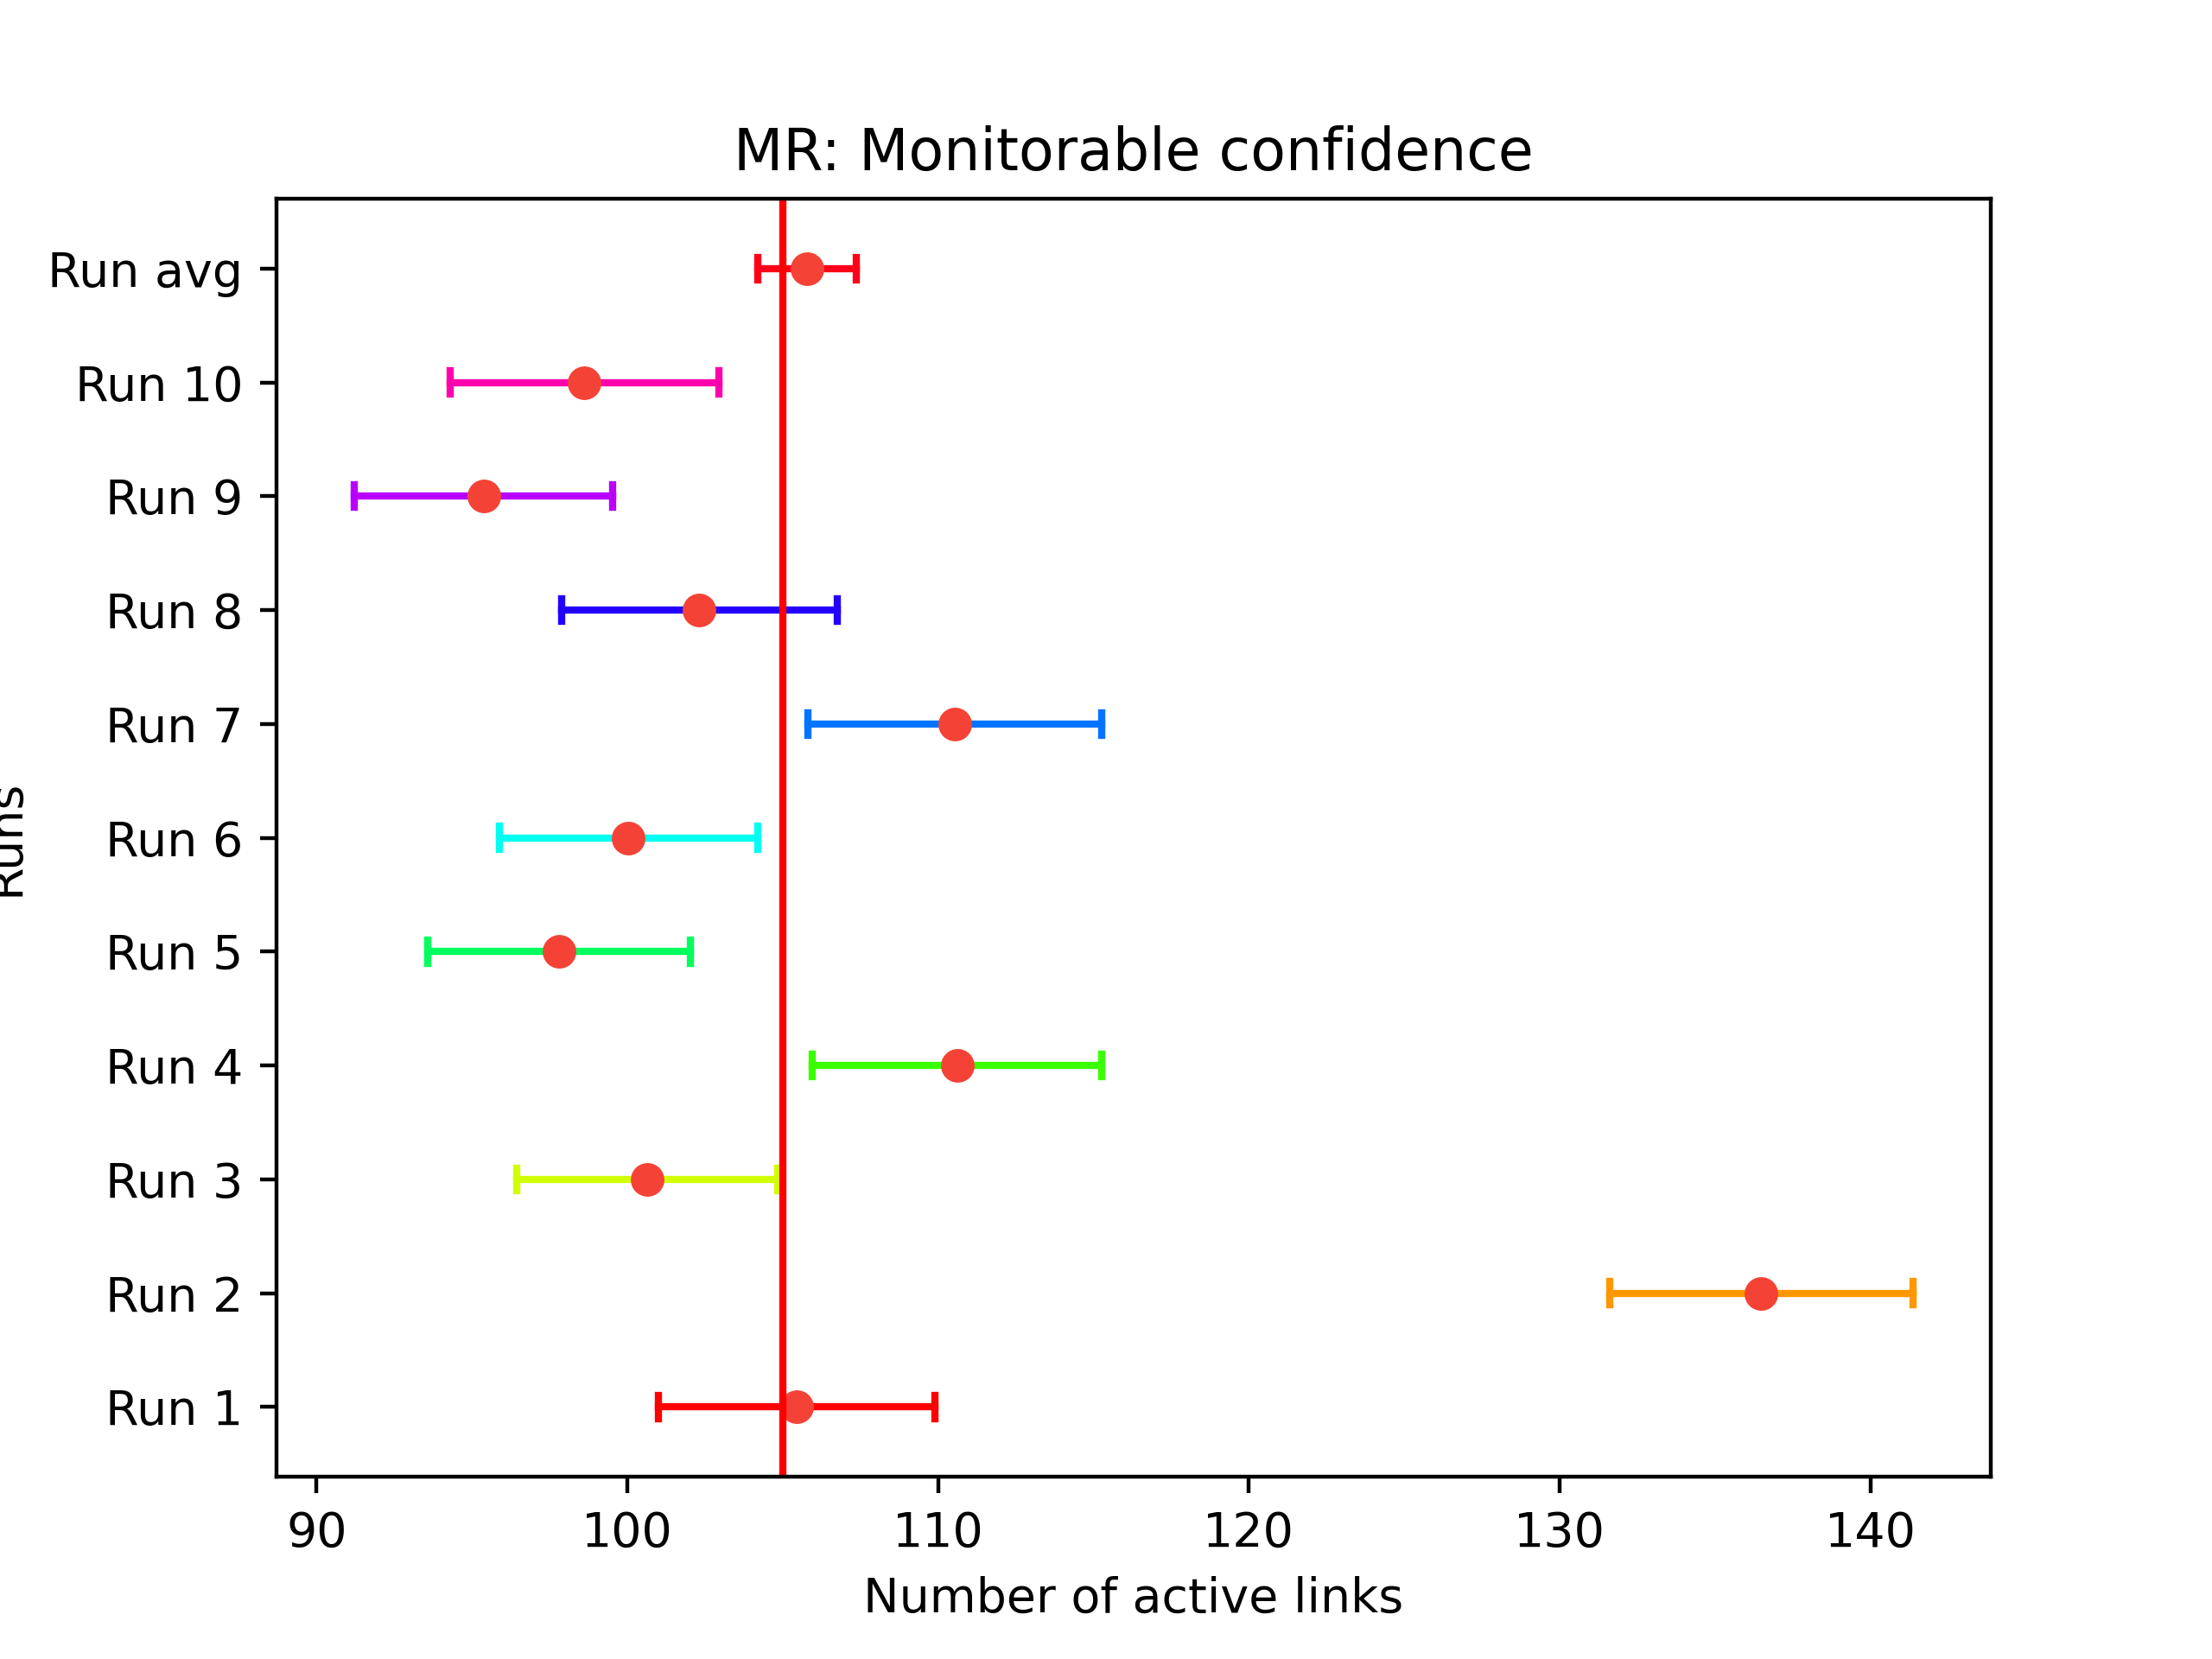 MR: Monitorable confidence
Run avg
Run 10
Run 9
Run 8
Run 7
Run 6
Run 5
Run 4
Run 3
Run 2
Run 1
Runs
90 100 110 120 130 140
Number of active links